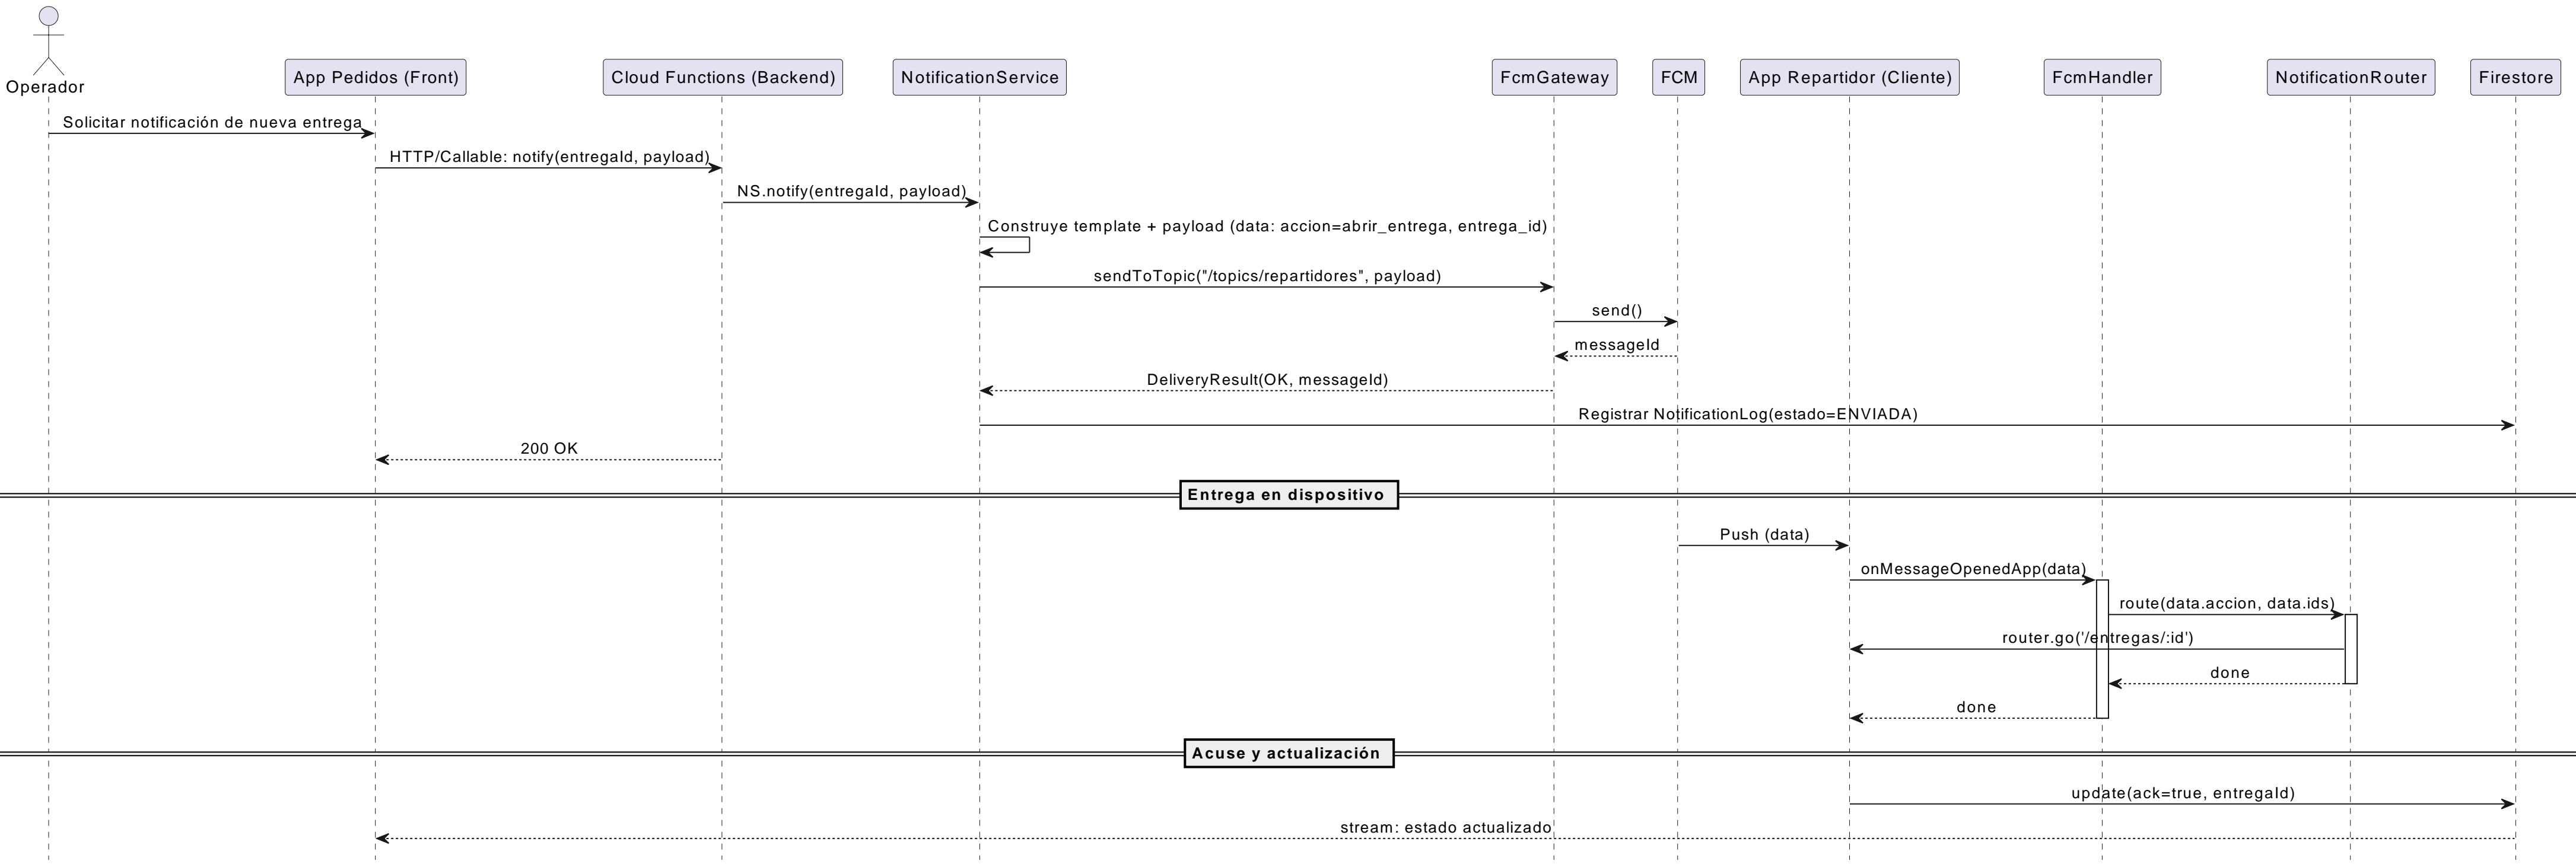 Operador
App Pedidos (Front)
Cloud Functions (Backend)
NotificationService
FcmGateway
FCM
App Repartidor (Cliente)
FcmHandler
NotificationRouter
Firestore
Solicitar notificación de nueva entrega
HTTP/Callable: notify(entregaId, payload)
NS.notify(entregaId, payload)
Construye template + payload (data: accion=abrir_entrega, entrega_id)
sendToTopic("/topics/repartidores", payload)
send()
messageId
DeliveryResult(OK, messageId)
Registrar NotificationLog(estado=ENVIADA)
200 OK
Entrega en dispositivo
Push (data)
onMessageOpenedApp(data)
route(data.accion, data.ids)
router.go('/entregas/:id')
done
done
Acuse y actualización
update(ack=true, entregaId)
stream: estado actualizado